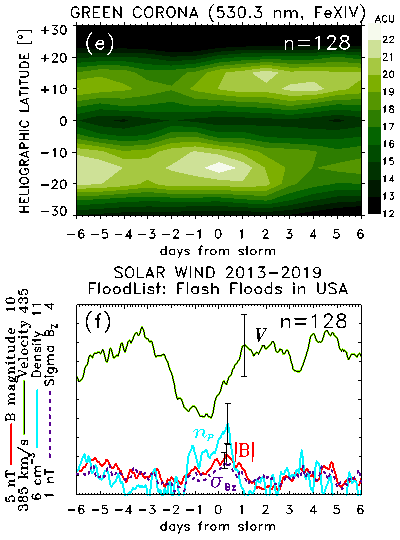 GREEN CORONA (530.3 nm, FeXIV)
ACU
(e)
n=128
+30
+20
+10
0
−10
−20
−30
HELIOGRAPHIC LATITUDE [°]
22
22
21
20
19
18
17
16
15
14
13
12
−6 −5 −4 −3 −2 −1 0 1 2 3 4 5 6
days from storm
SOLAR WIND 2013−2019
FloodList: Flash Floods in USA
(f)
n=128
V
n_p
|B|
σ_Bz
5 nT B magnitude 10
385 km/s Velocity 435
6 cm⁻³ Density 11
1 nT Sigma B_z 4
−6 −5 −4 −3 −2 −1 0 1 2 3 4 5 6
days from storm